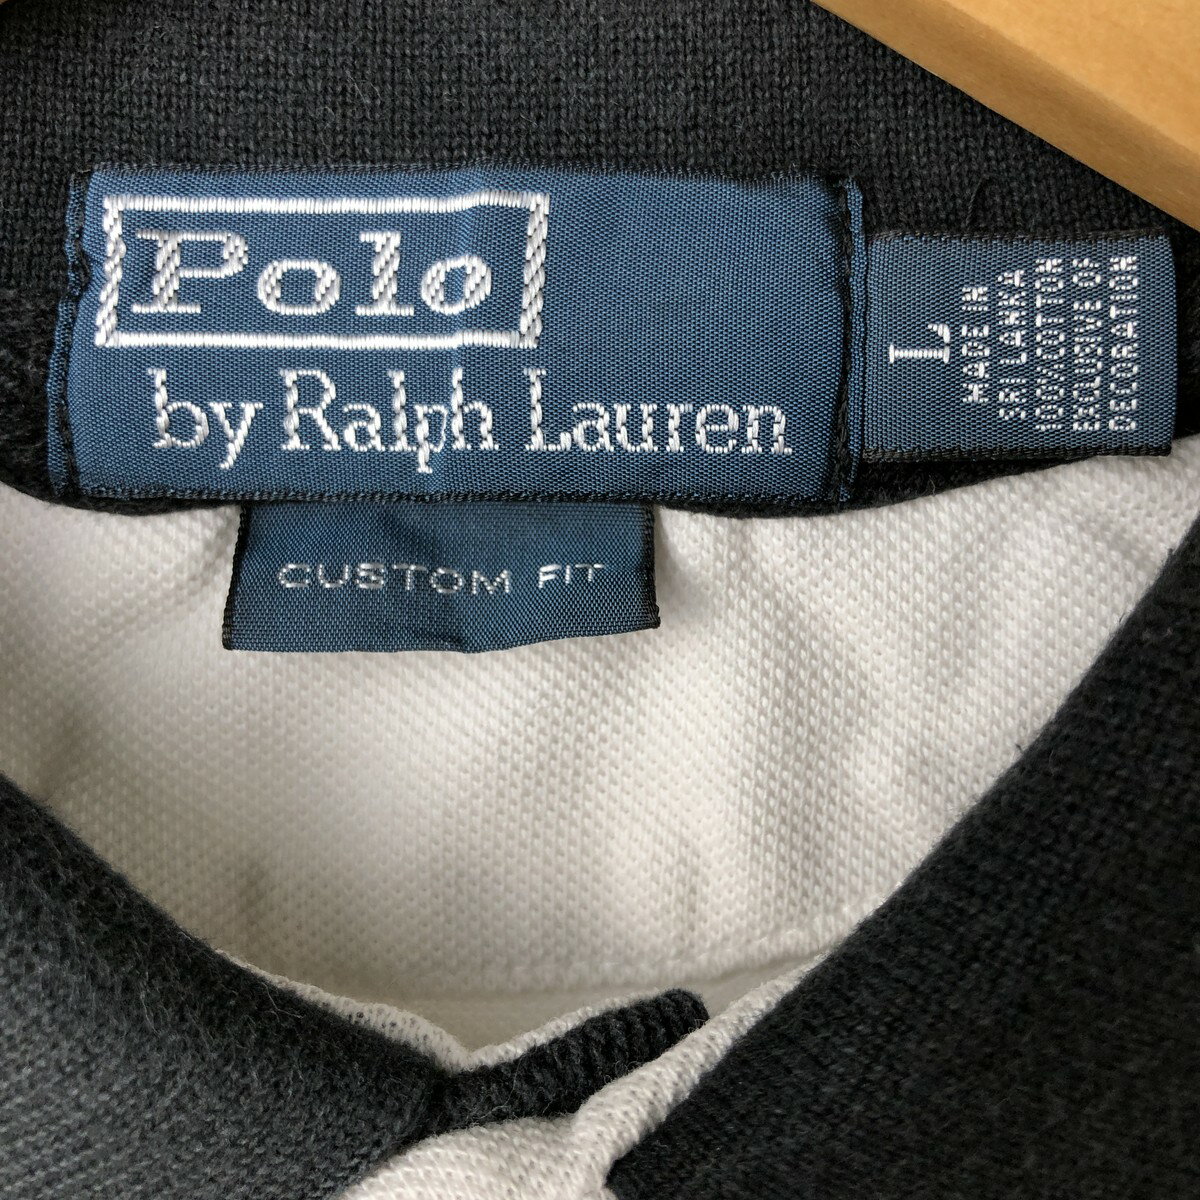 Polo
by Ralph Lauren
CUSTOM FIT
L
MADE IN
SRI LANKA
100%COTTON
EXCLUSIVE OF
DECORATION